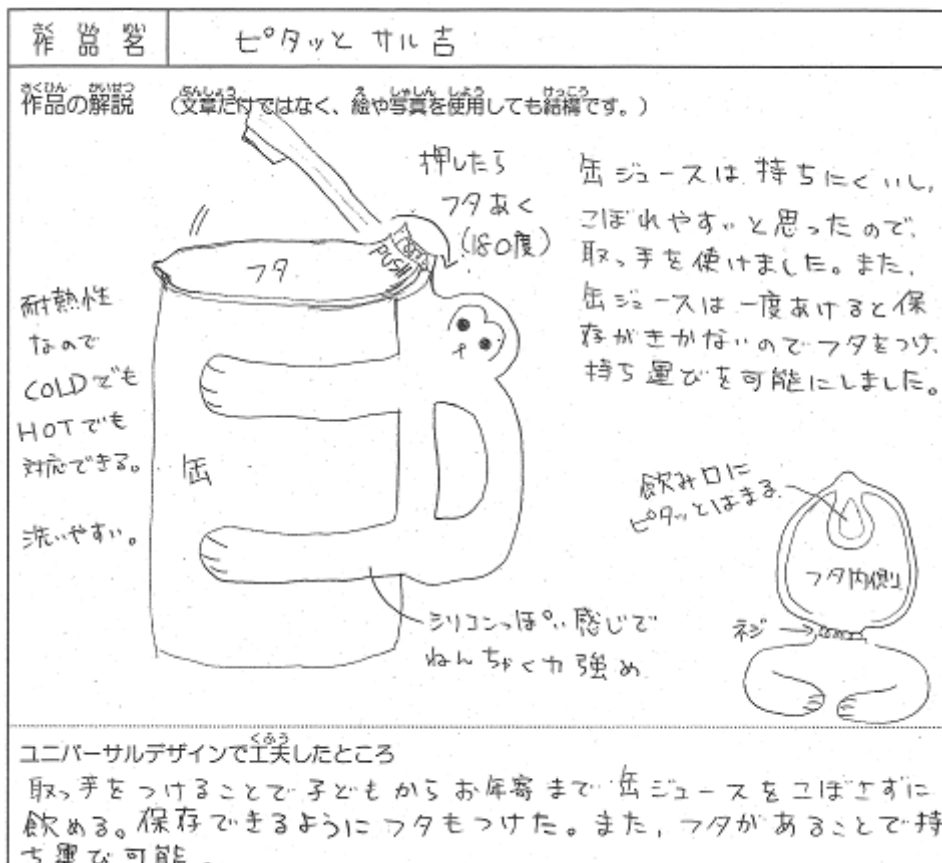 作品名
ピタッと サル吉
作品の解説 (文章だけではなく、絵や写真を使用しても結構です。)
押したら
フタあく
(180度)
PUSH
フタ
耐熱性
なので
COLDでも
HOTでも
対応できる。
洗いやすい。
缶
シリコンっぽい感じで
ねんちゃく力強め
缶ジュースは持ちにくいし、
こぼれやすいと思ったので、
取っ手を使けました。また、
缶ジュースは一度あけると保
存がきかないのでフタをつけ、
持ち運びを可能にしました。
飲み口に
ピタッとはまる
フタ内側
ネジ
ユニバーサルデザインで工夫したところ
取っ手をつけることで子どもからお年寄まで缶ジュースをこぼさずに
飲める。保存できるようにフタもつけた。また,フタがあることで持
ち運び可能。